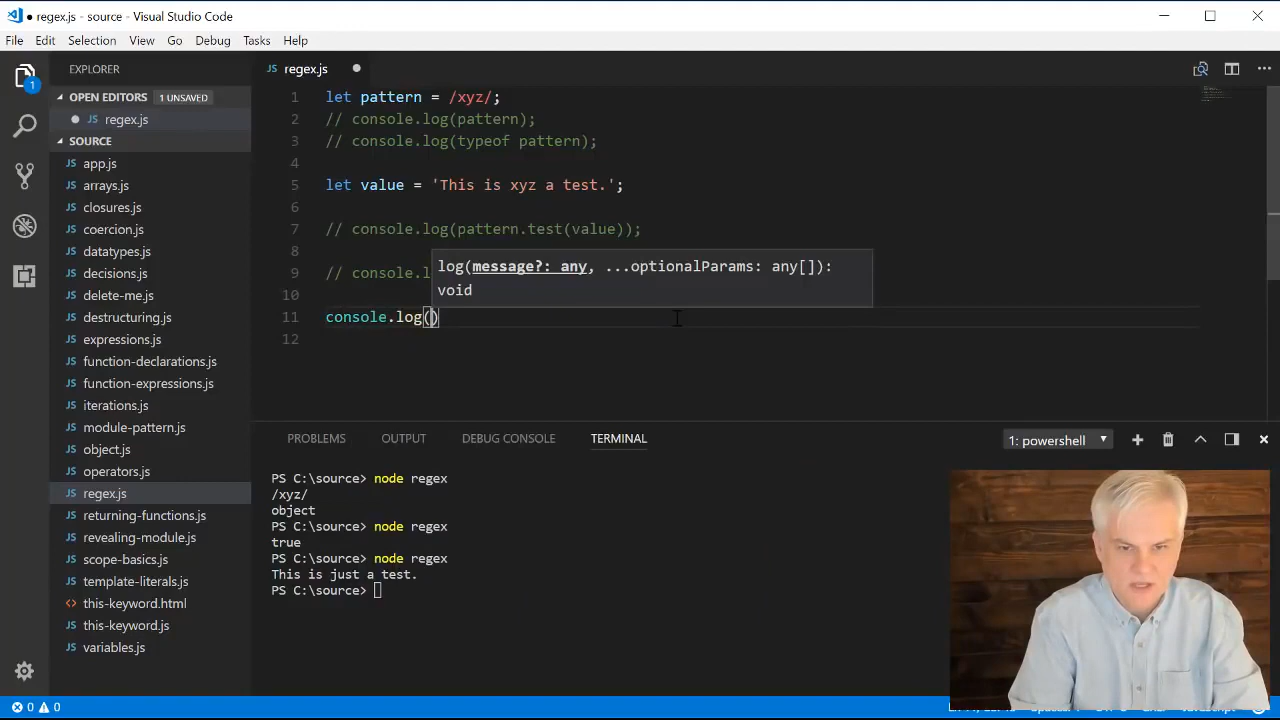 ● regex.js - source - Visual Studio Code
File Edit Selection View Go Debug Tasks Help
EXPLORER
OPEN EDITORS 1 UNSAVED
regex.js
SOURCE
app.js
arrays.js
closures.js
coercion.js
datatypes.js
decisions.js
delete-me.js
destructuring.js
expressions.js
function-declarations.js
function-expressions.js
iterations.js
module-pattern.js
object.js
operators.js
regex.js
returning-functions.js
revealing-module.js
scope-basics.js
template-literals.js
this-keyword.html
this-keyword.js
variables.js
1
JS regex.js
1 let pattern = /xyz/;
2 // console.log(pattern);
3 // console.log(typeof pattern);
4
5 let value = 'This is xyz a test.';
6
7 // console.log(pattern.test(value));
8
9 // console.l
10
11 console.log()
12
log(message?: any, ...optionalParams: any[]):
void
PROBLEMS OUTPUT DEBUG CONSOLE TERMINAL 1: powershell
PS C:\source> node regex
/xyz/
object
PS C:\source> node regex
true
PS C:\source> node regex
This is just a test.
PS C:\source>
0 0